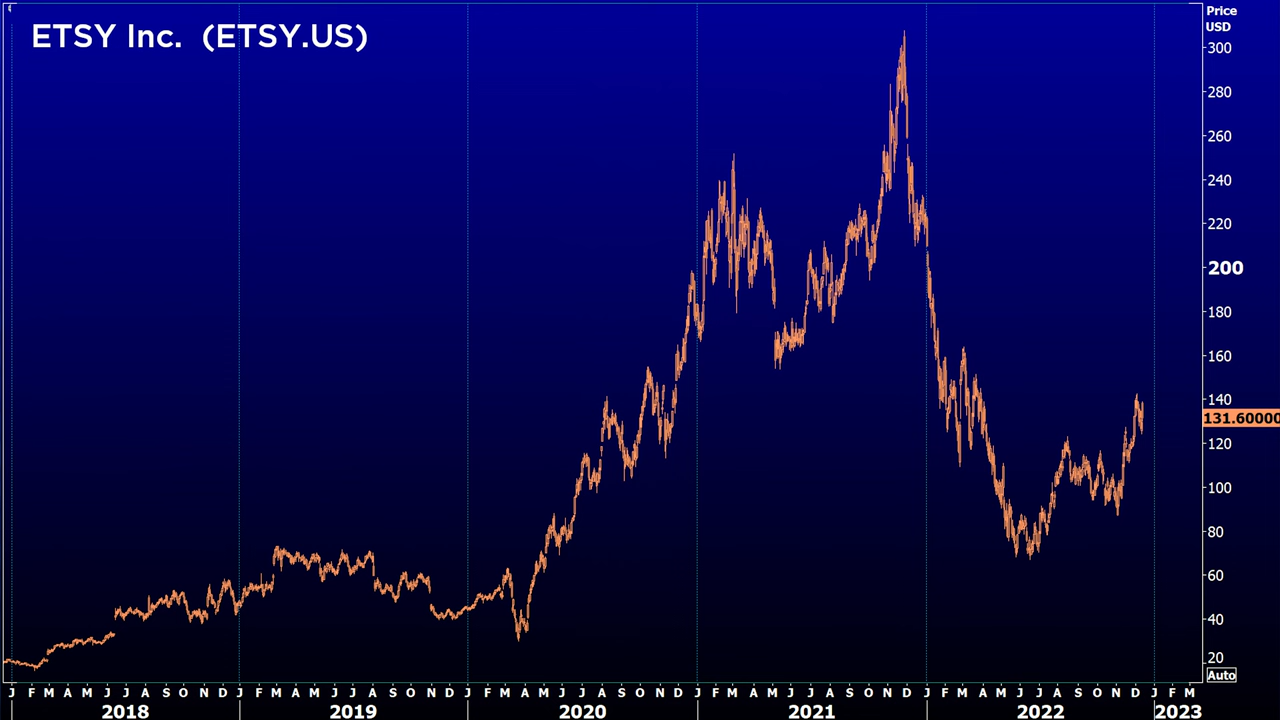 ETSY Inc. (ETSY.US)
Price
USD
300
280
260
240
220
200
180
160
140
131.60000
120
100
80
60
40
20
Auto
J F M A M J J A S O N D J F M A M J J A S O N D J F M A M J J A S O N D J F M A M J J A S O N D J F M A M J J A S O N D J F M
2018 2019 2020 2021 2022 2023